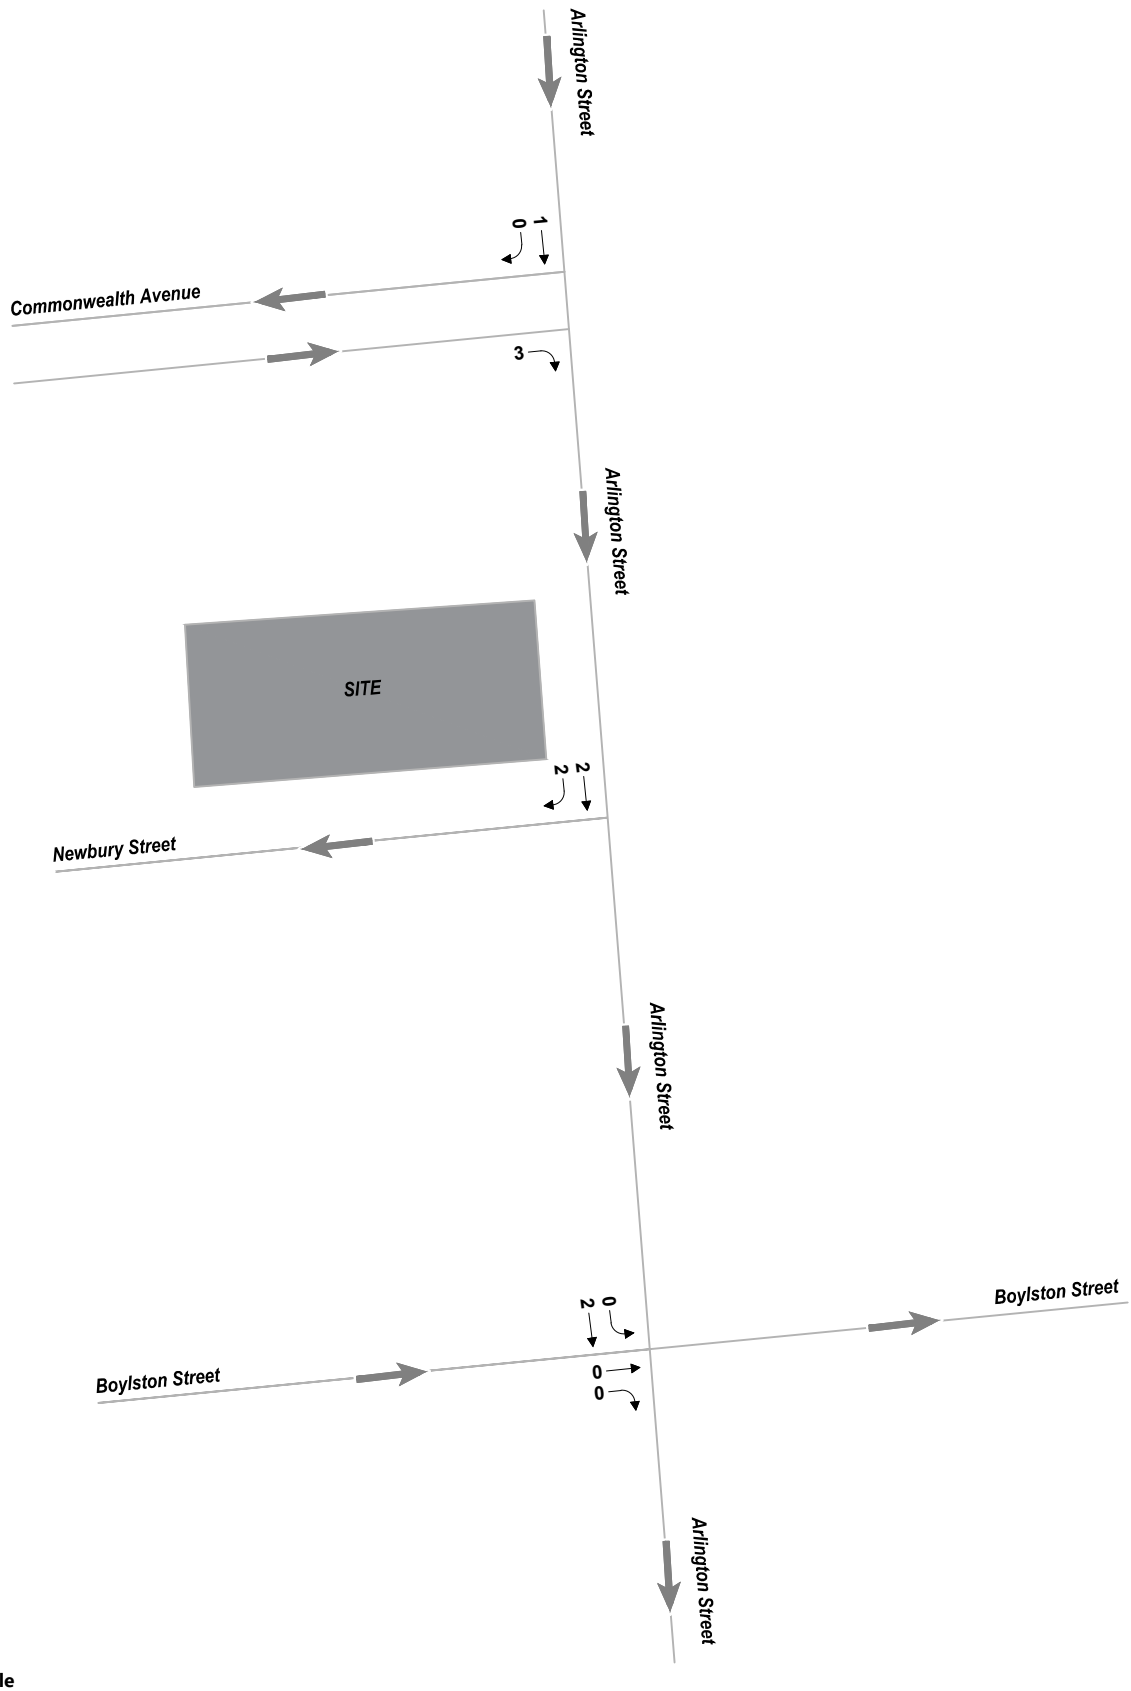 Arlington Street
0 1
Commonwealth Avenue
3
Arlington Street
SITE
2 2
Newbury Street
Arlington Street
Boylston Street
2 0
0
Boylston Street
0
Arlington Street